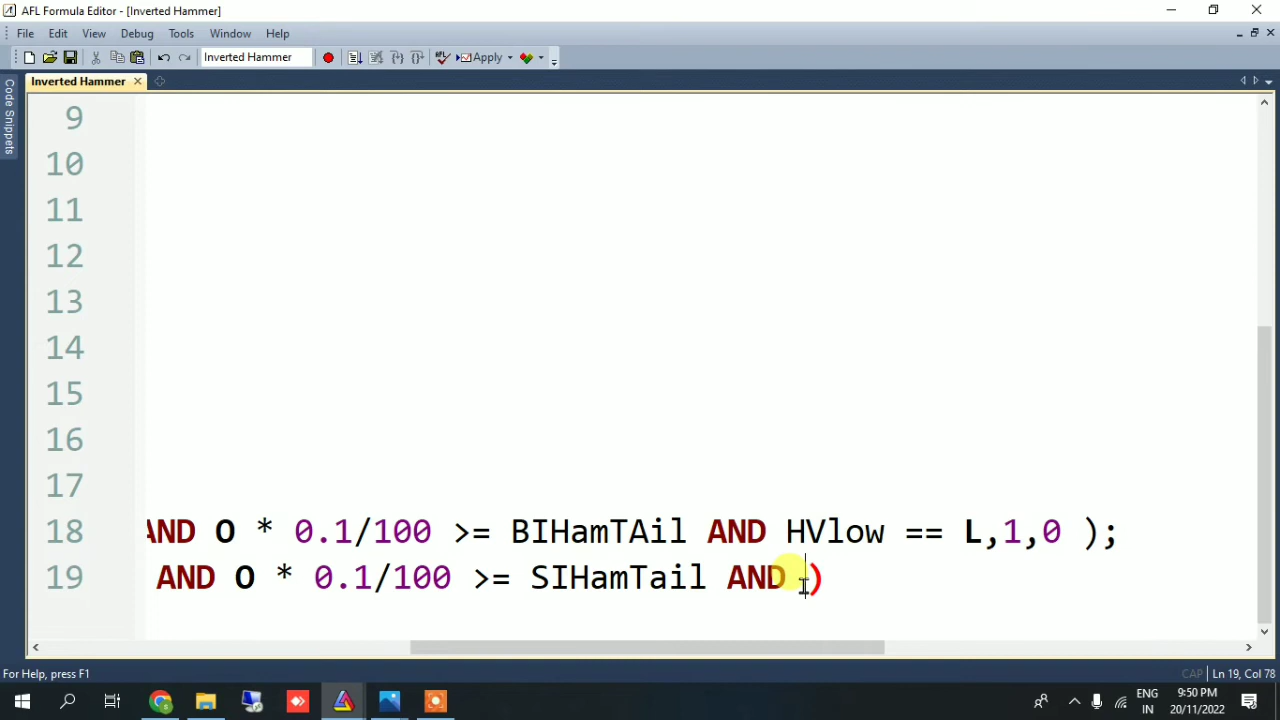 AFL Formula Editor - [Inverted Hammer]
File Edit View Debug Tools Window Help
Inverted Hammer Apply
Inverted Hammer
Code Snippets
9
10
11
12
13
14
15
16
17
18 AND O * 0.1/100 >= BIHamTAil AND HVlow == L,1,0 );
19 AND O * 0.1/100 >= SIHamTail AND )
For Help, press F1 CAP Ln 19, Col 78
ENG 9:50 PM
IN 20/11/2022